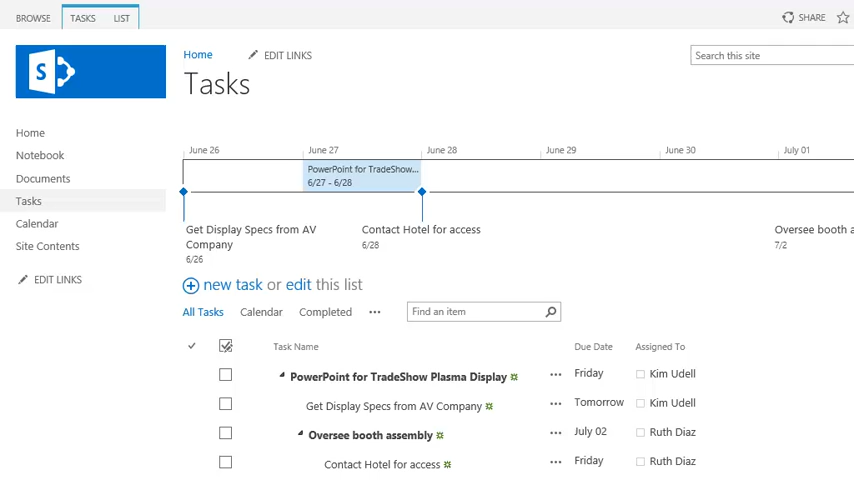 BROWSE TASKS LIST SHARE
S
Home EDIT LINKS Search this site
Tasks
Home
Notebook
Documents
Tasks
Calendar
Site Contents
EDIT LINKS
June 26 June 27 June 28 June 29 June 30 July 01
PowerPoint for TradeShow...
6/27 - 6/28
Get Display Specs from AV Contact Hotel for access Oversee booth a
Company 6/28 7/2
6/26
new task or edit this list
All Tasks Calendar Completed ••• Find an item
Task Name Due Date Assigned To
PowerPoint for TradeShow Plasma Display ••• Friday Kim Udell
Get Display Specs from AV Company ••• Tomorrow Kim Udell
Oversee booth assembly ••• July 02 Ruth Diaz
Contact Hotel for access ••• Friday Ruth Diaz